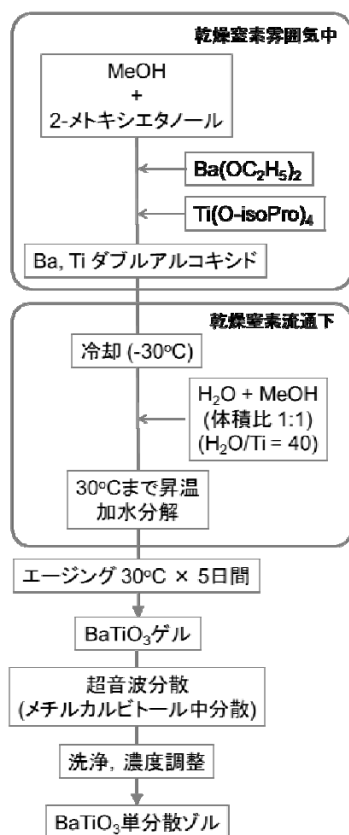 乾燥窒素雰囲気中
MeOH
+
2-メトキシエタノール
Ba(OC₂H₅)₂
Ti(O-isoPro)₄
Ba, Ti ダブルアルコキシド
乾燥窒素流通下
冷却 (-30℃)
H₂O + MeOH
(体積比 1:1)
(H₂O/Ti = 40)
30℃まで昇温
加水分解
エージング 30℃ × 5日間
BaTiO₃ゲル
超音波分散
(メチルカルビトール中分散)
洗浄, 濃度調整
BaTiO₃単分散ゾル